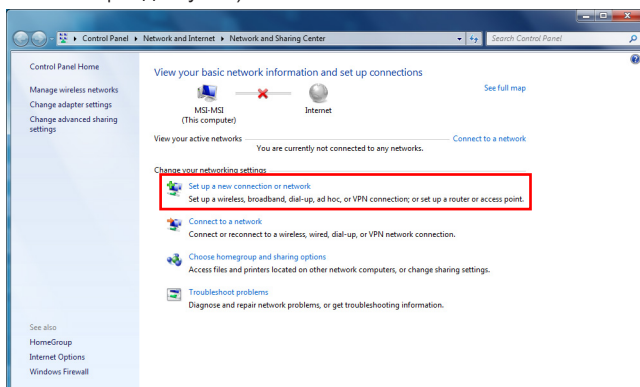 Control Panel Network and Internet Network and Sharing Center
Search Control Panel
Control Panel Home
Manage wireless networks
Change adapter settings
Change advanced sharing
settings
View your basic network information and set up connections
See full map
MSI-MSI
(This computer)
Internet
View your active networks
Connect to a network
You are currently not connected to any networks.
Change your networking settings
Set up a new connection or network
Set up a wireless, broadband, dial-up, ad hoc, or VPN connection; or set up a router or access point.
Connect to a network
Connect or reconnect to a wireless, wired, dial-up, or VPN network connection.
Choose homegroup and sharing options
Access files and printers located on other network computers, or change sharing settings.
Troubleshoot problems
Diagnose and repair network problems, or get troubleshooting information.
See also
HomeGroup
Internet Options
Windows Firewall